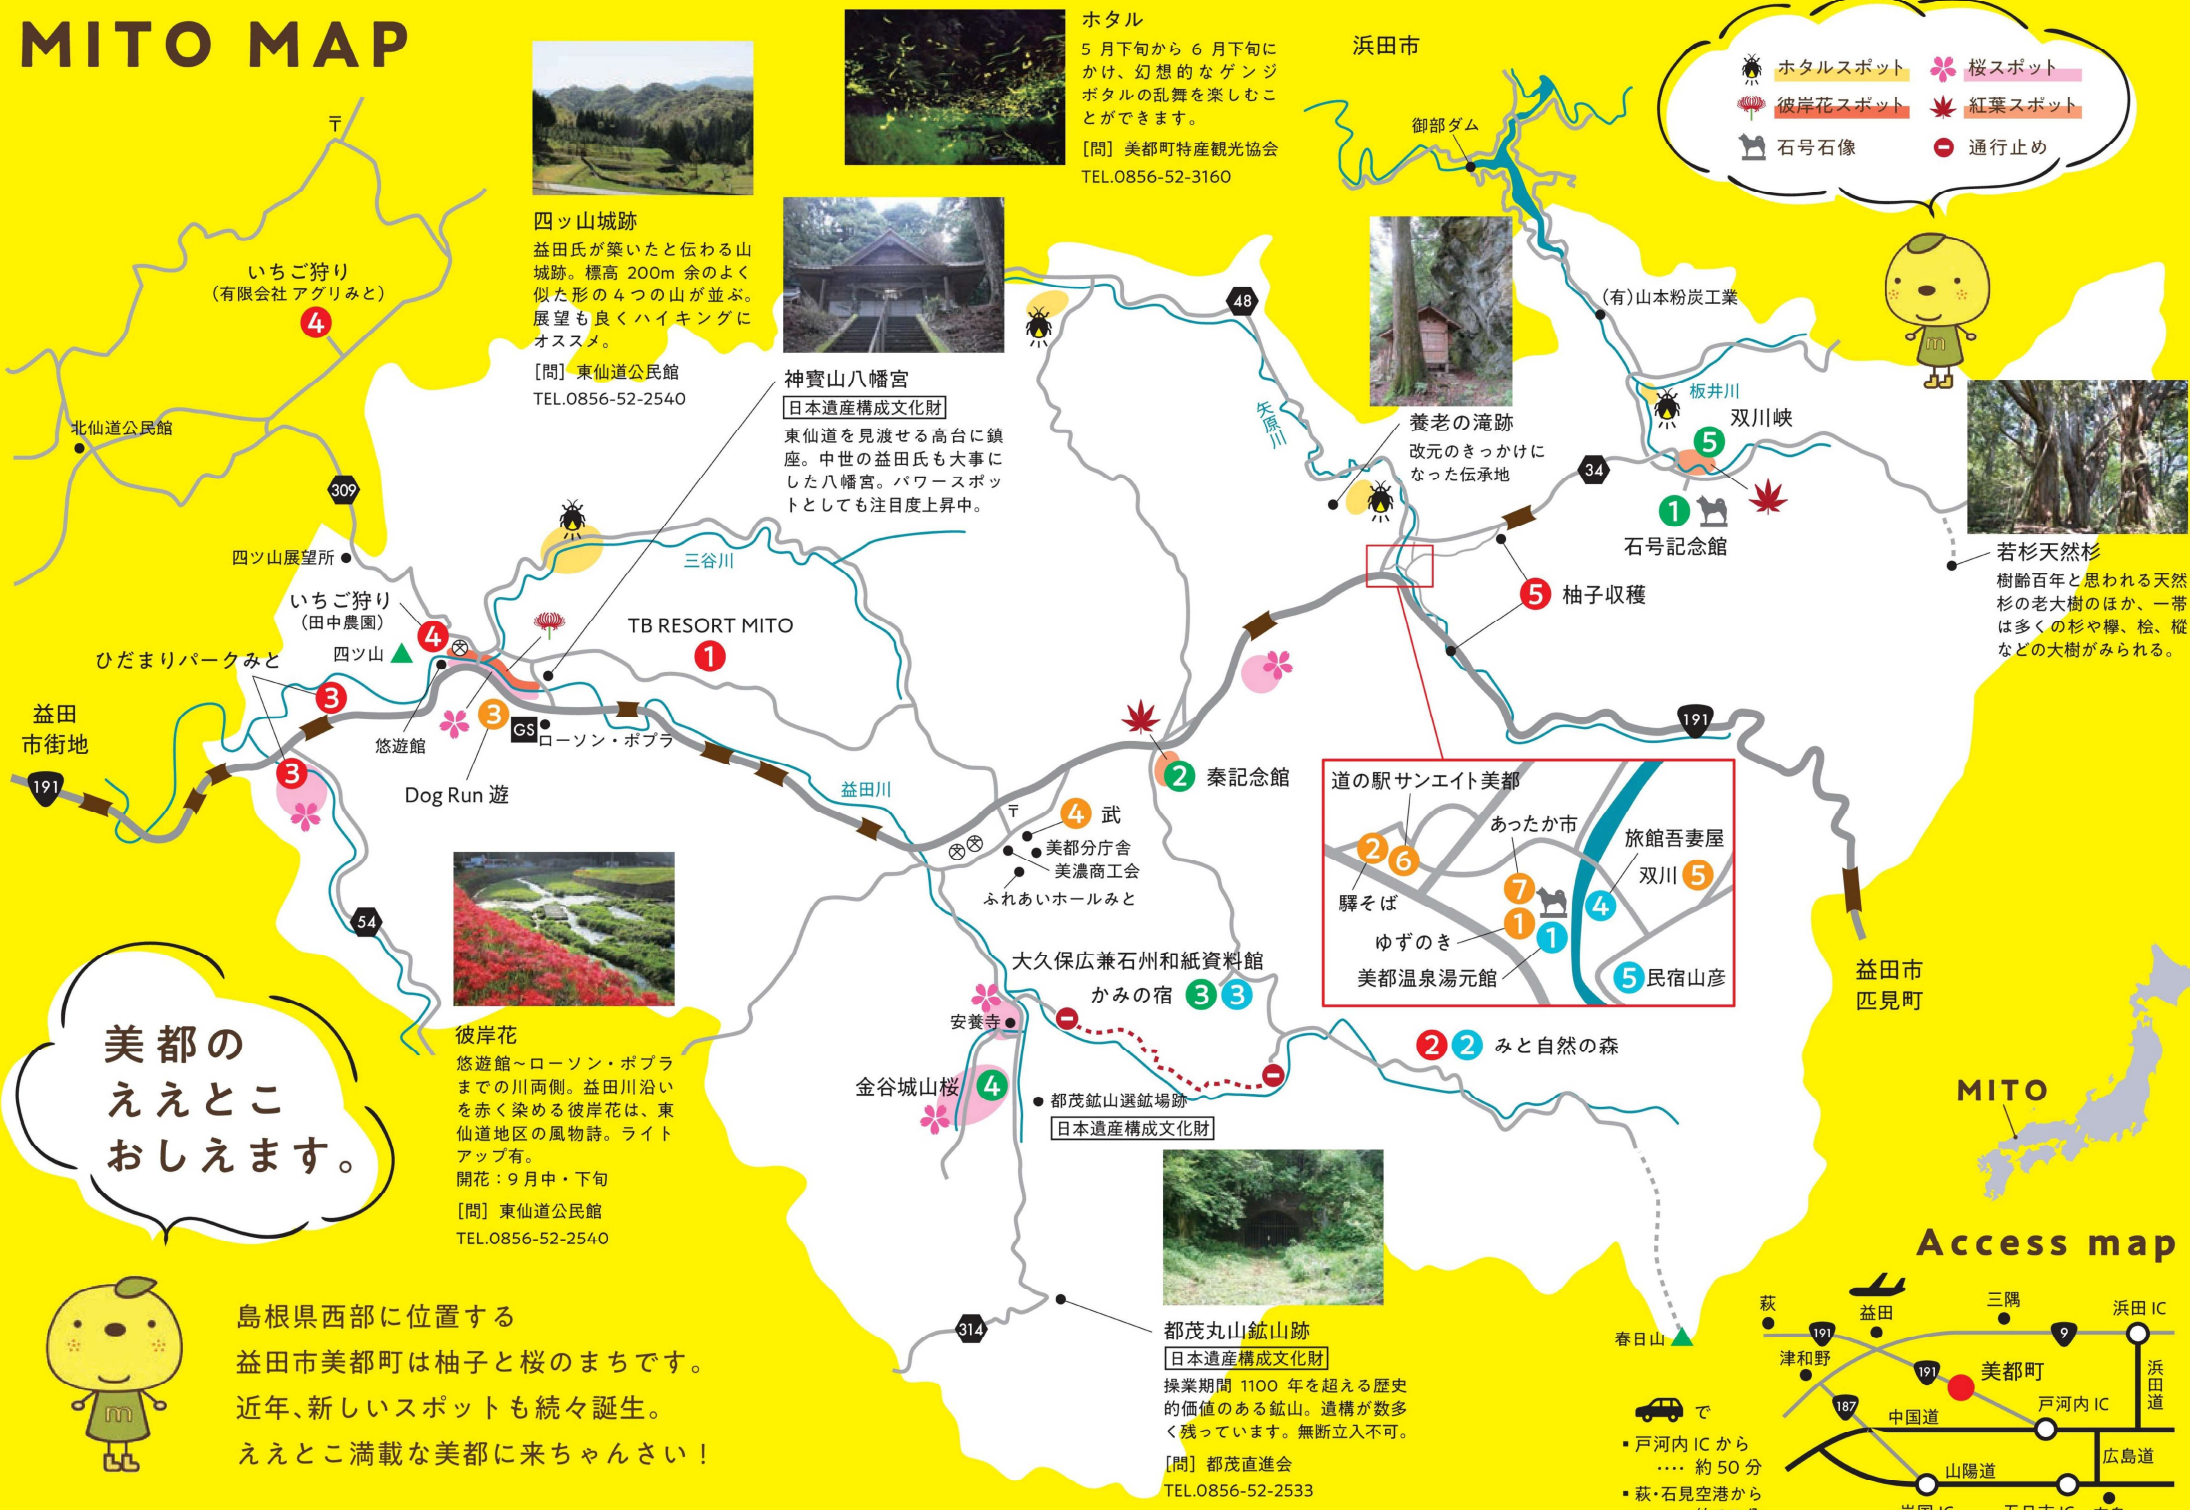 MITO MAP
四ッ山城跡
益田氏が築いたと伝わる山
城跡。標高 200m 余のよく
似た形の４つの山が並ぶ。
展望も良くハイキングに
オススメ。
[問] 東仙道公民館
TEL.0856-52-2540
ホタル
5 月下旬から 6 月下旬に
かけ、幻想的なゲンジ
ボタルの乱舞を楽しむこ
とができます。
[問] 美都町特産観光協会
TEL.0856-52-3160
浜田市
御部ダム
ホタルスポット
桜スポット
彼岸花スポット
紅葉スポット
石号石像
通行止め
m
〒
いちご狩り
(有限会社 アグリみと)
4
北仙道公民館
309
四ツ山展望所
いちご狩り
(田中農園)
4
四ツ山
ひだまりパークみと
3
3
益田
市街地
191
悠遊館
3
GS
ローソン・ポプラ
Dog Run 遊
54
神寳山八幡宮
日本遺産構成文化財
東仙道を見渡せる高台に鎮
座。中世の益田氏も大事に
した八幡宮。パワースポッ
トとしても注目度上昇中。
三谷川
TB RESORT MITO
1
益田川
48
矢原川
養老の滝跡
改元のきっかけに
なった伝承地
34
(有)山本粉炭工業
板井川
双川峡
5
1
石号記念館
5
柚子収穫
若杉天然杉
樹齢百年と思われる天然
杉の老大樹のほか、一帯
は多くの杉や欅、桧、樅
などの大樹がみられる。
191
2
秦記念館
〒
4
武
美都分庁舎
美濃商工会
ふれあいホールみと
道の駅サンエイト美都
あったか市
旅館吾妻屋
2
6
双川
5
7
4
驛そば
1
ゆずのき
1
美都温泉湯元館
5
民宿山彦
益田市
匹見町
大久保広兼石州和紙資料館
かみの宿
3
3
安養寺
2
2
みと自然の森
金谷城山桜
4
都茂鉱山選鉱場跡
日本遺産構成文化財
彼岸花
悠遊館～ローソン・ポプラ
までの川両側。益田川沿い
を赤く染める彼岸花は、東
仙道地区の風物詩。ライト
アップ有。
開花：9 月中・下旬
[問] 東仙道公民館
TEL.0856-52-2540
美都の
ええとこ
おしえます。
m
島根県西部に位置する
益田市美都町は柚子と桜のまちです。
近年、新しいスポットも続々誕生。
ええとこ満載な美都に来ちゃんさい！
314
都茂丸山鉱山跡
日本遺産構成文化財
操業期間 1100 年を超える歴史
的価値のある鉱山。遺構が数多
く残っています。無断立入不可。
[問] 都茂直進会
TEL.0856-52-2533
春日山
MITO
Access map
萩
益田
三隅
浜田 IC
191
9
津和野
191
美都町
浜田道
187
中国道
戸河内 IC
山陽道
広島道
で
▪ 戸河内 IC から
‥‥ 約 50 分
▪ 萩・石見空港から